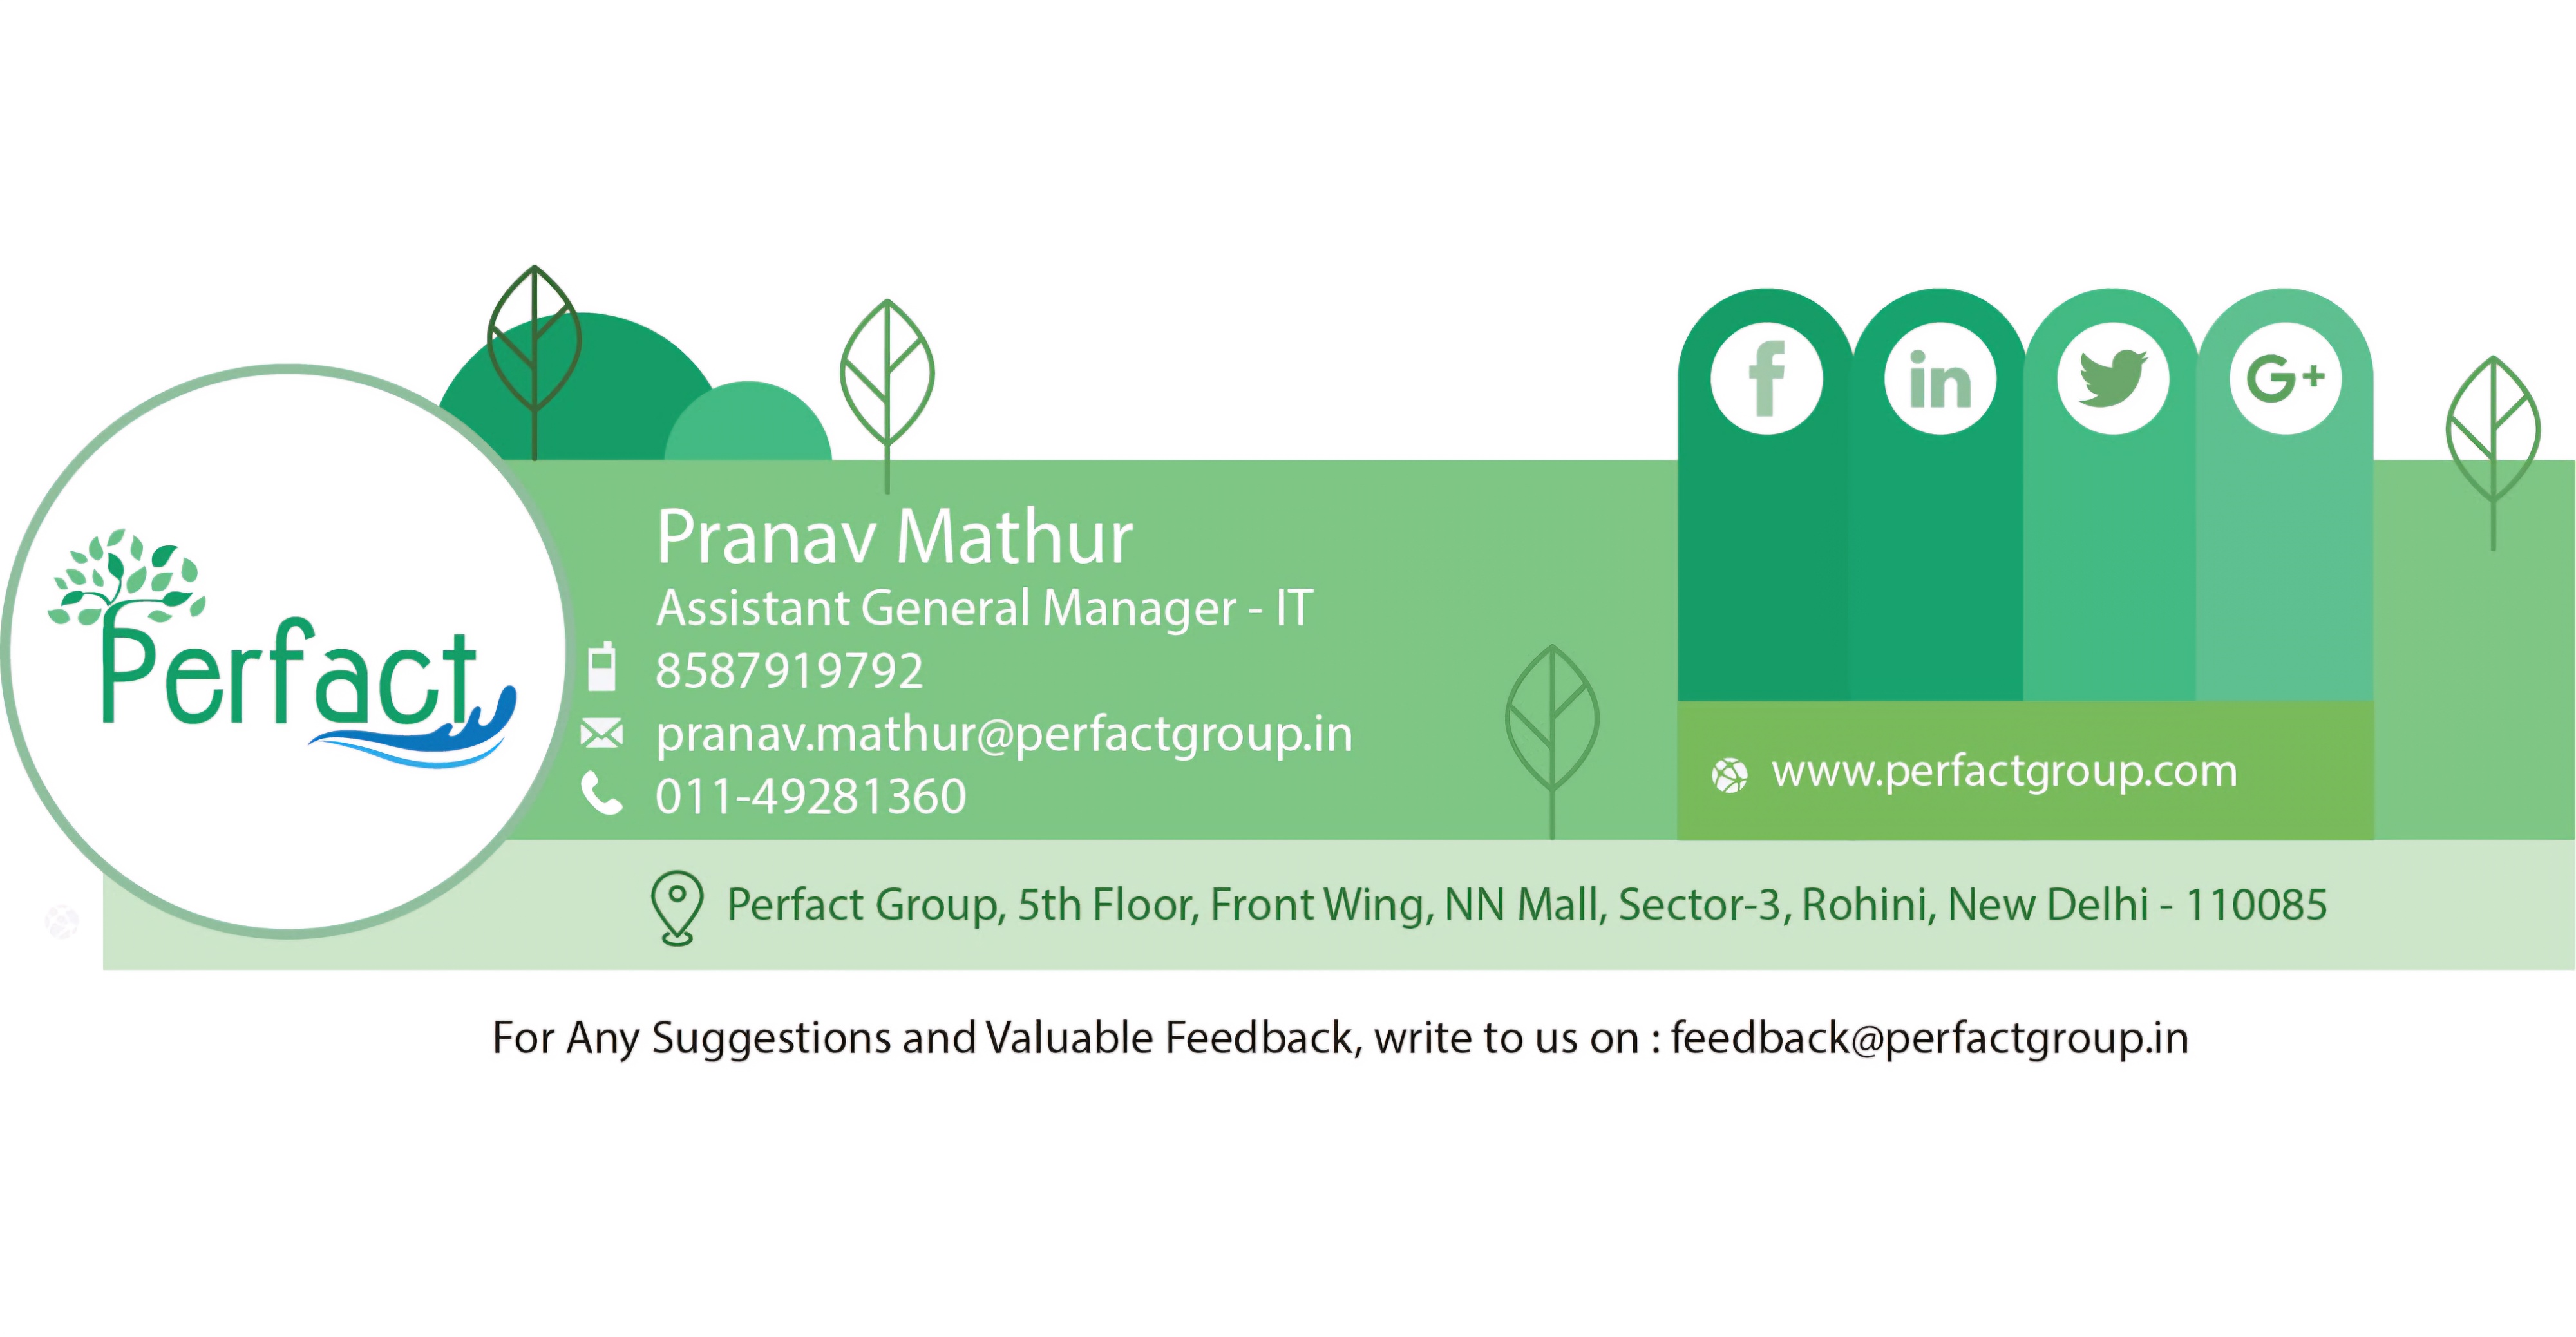 Perfact
Pranav Mathur
Assistant General Manager - IT
8587919792
pranav.mathur@perfactgroup.in
011-49281360
f
in
G+
www.perfactgroup.com
Perfact Group, 5th Floor, Front Wing, NN Mall, Sector-3, Rohini, New Delhi - 110085
For Any Suggestions and Valuable Feedback, write to us on : feedback@perfactgroup.in